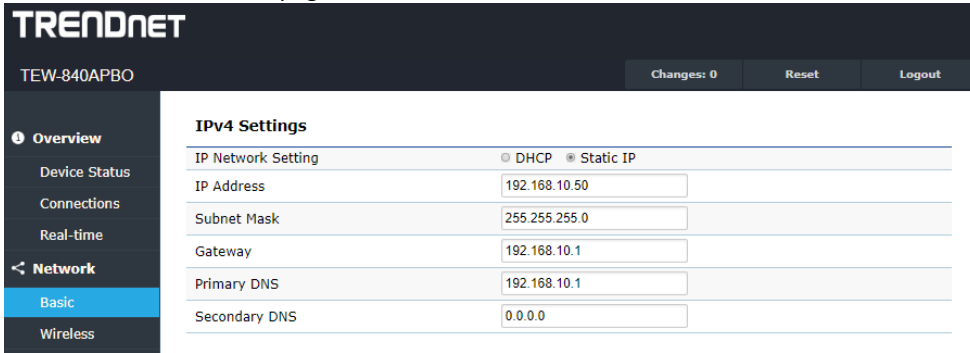 TRENDnet
TEW-840APBO
Changes: 0 Reset Logout
Overview
Device Status
Connections
Real-time
Network
Basic
Wireless
IPv4 Settings
IP Network Setting DHCP Static IP
IP Address 192.168.10.50
Subnet Mask 255.255.255.0
Gateway 192.168.10.1
Primary DNS 192.168.10.1
Secondary DNS 0.0.0.0